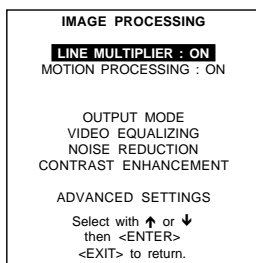 IMAGE PROCESSING
LINE MULTIPLIER : ON
MOTION PROCESSING : ON
OUTPUT MODE
VIDEO EQUALIZING
NOISE REDUCTION
CONTRAST ENHANCEMENT
ADVANCED SETTINGS
Select with ↑ or ↓
then <ENTER>
<EXIT> to return.